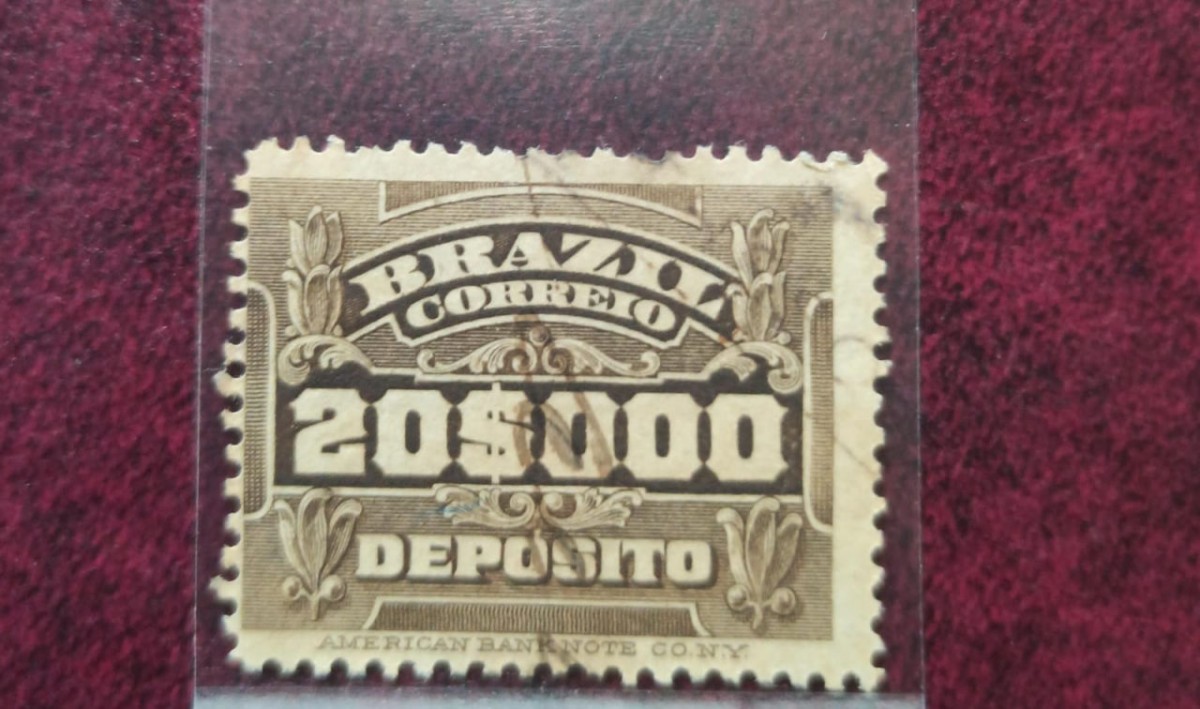 BRAZIL
CORREIO
20$000
DEPOSITO
AMERICAN BANK NOTE CO. N.Y.